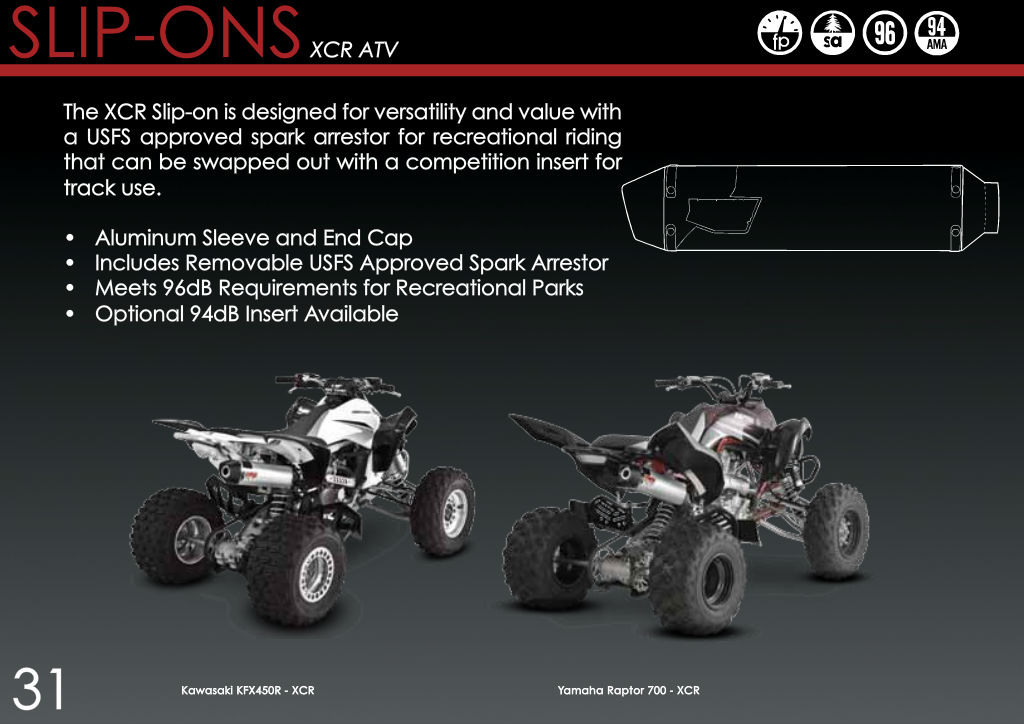 SLIP-ONS XCR ATV
fp sa 96 94 AMA
The XCR Slip-on is designed for versatility and value with
a USFS approved spark arrestor for recreational riding
that can be swapped out with a competition insert for
track use.
• Aluminum Sleeve and End Cap
• Includes Removable USFS Approved Spark Arrestor
• Meets 96dB Requirements for Recreational Parks
• Optional 94dB Insert Available
31
Kawasaki KFX450R - XCR
Yamaha Raptor 700 - XCR